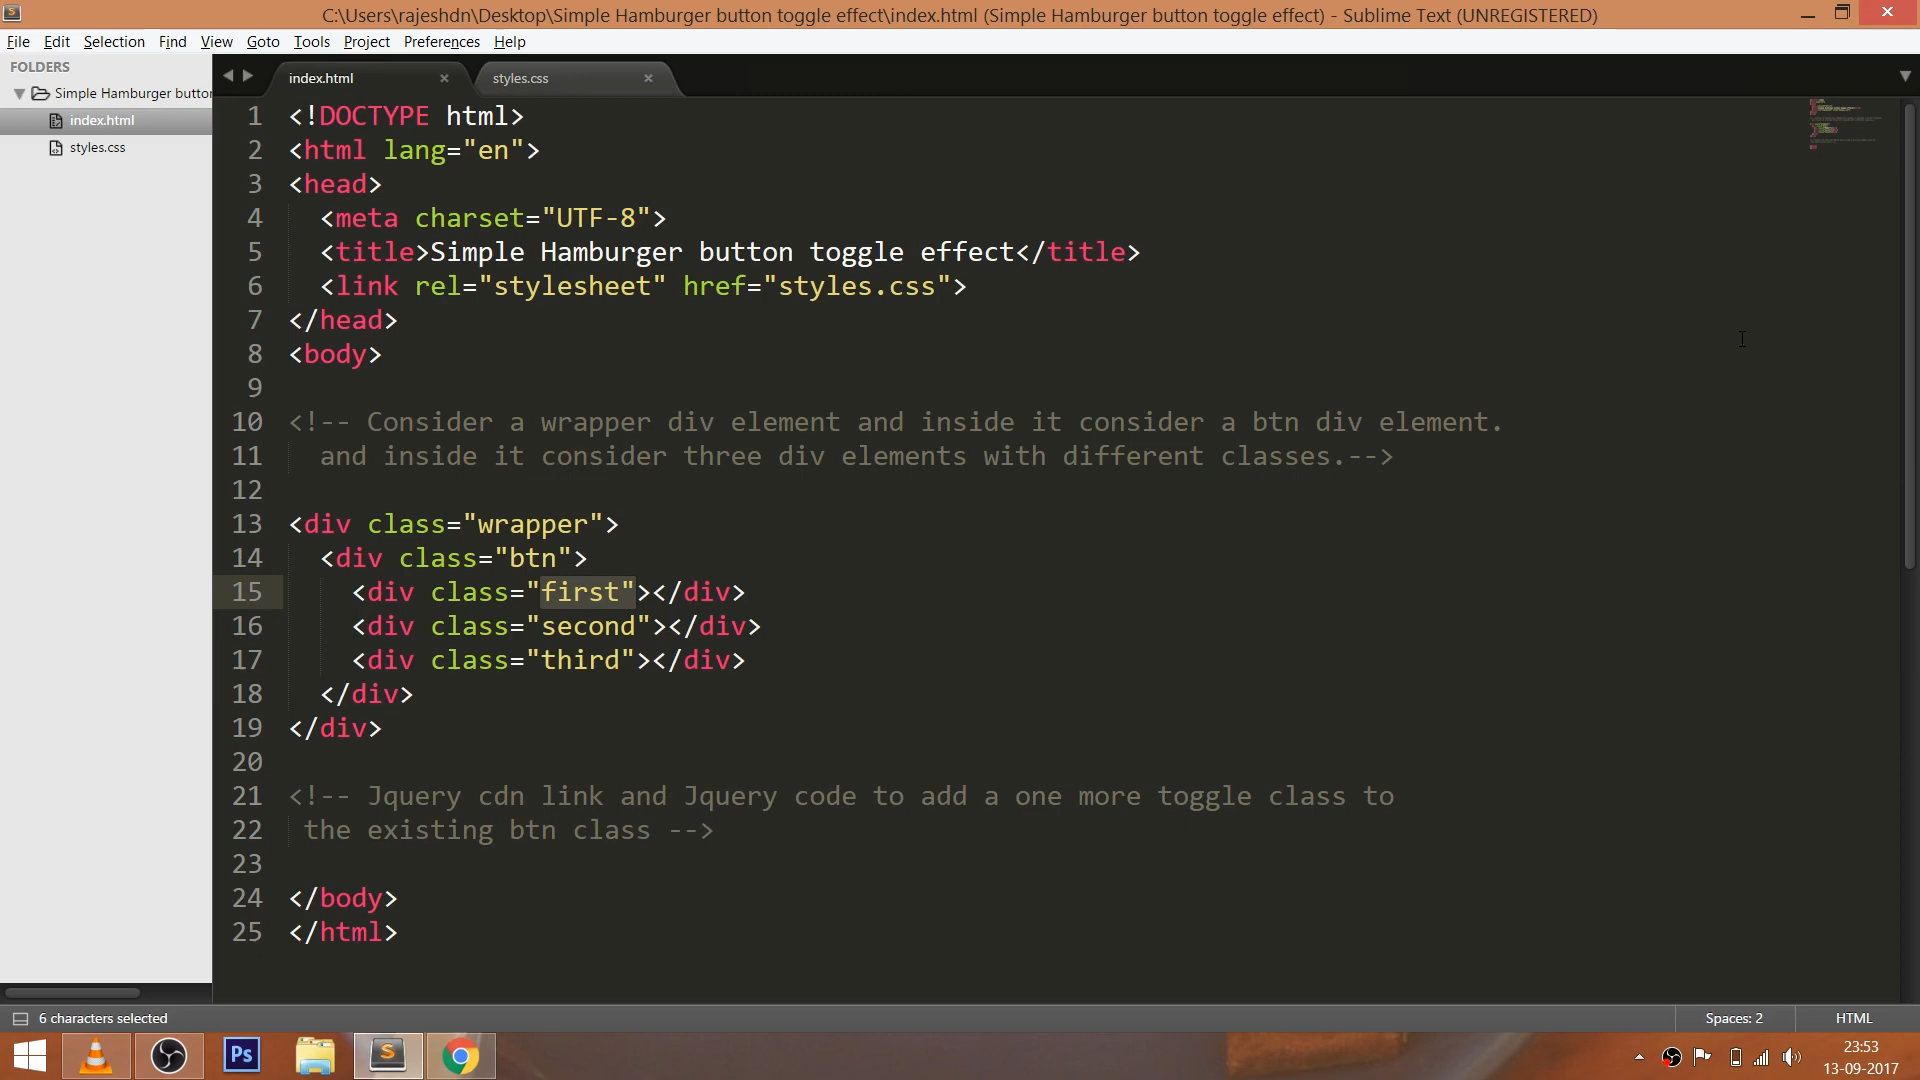 C:\Users\rajeshdn\Desktop\Simple Hamburger button toggle effect\index.html (Simple Hamburger button toggle effect) - Sublime Text (UNREGISTERED)
File Edit Selection Find View Goto Tools Project Preferences Help
FOLDERS
Simple Hamburger button
index.html
styles.css
index.html × styles.css ×
1 <!DOCTYPE html>
2 <html lang="en">
3 <head>
4 <meta charset="UTF-8">
5 <title>Simple Hamburger button toggle effect</title>
6 <link rel="stylesheet" href="styles.css">
7 </head>
8 <body>
9
10 <!-- Consider a wrapper div element and inside it consider a btn div element.
11 and inside it consider three div elements with different classes.-->
12
13 <div class="wrapper">
14 <div class="btn">
15 <div class="first"></div>
16 <div class="second"></div>
17 <div class="third"></div>
18 </div>
19 </div>
20
21 <!-- Jquery cdn link and Jquery code to add a one more toggle class to
22 the existing btn class -->
23
24 </body>
25 </html>
6 characters selected
Spaces: 2
HTML
Ps
23:53
13-09-2017